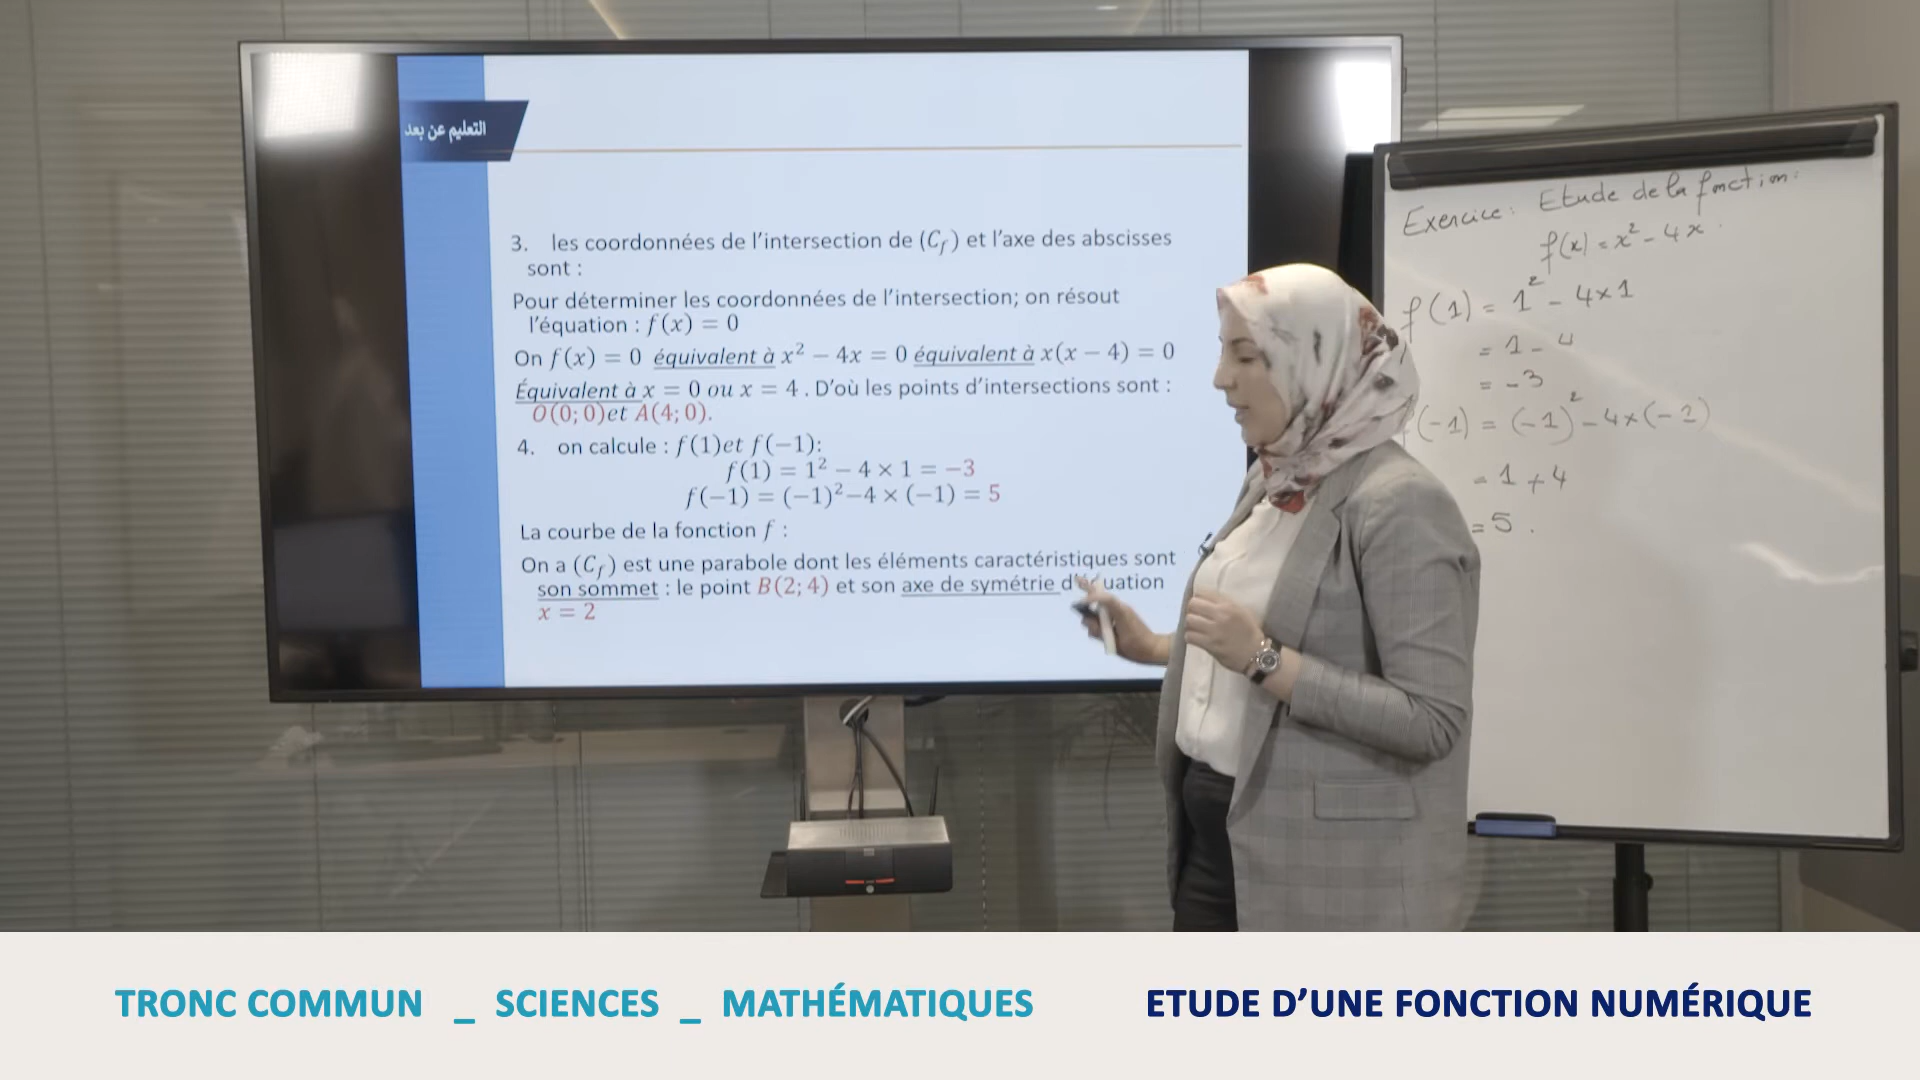 التعليم عن بعد
3. les coordonnées de l'intersection de (C_f) et l'axe des abscisses
sont :
Pour déterminer les coordonnées de l'intersection; on résout
l'équation : f(x) = 0
On f(x) = 0 équivalent à x² − 4x = 0 équivalent à x(x − 4) = 0
Équivalent à x = 0 ou x = 4 . D'où les points d'intersections sont :
O(0; 0)et A(4; 0).
4. on calcule : f(1)et f(−1):
f(1) = 1² − 4 × 1 = −3
f(−1) = (−1)²−4 × (−1) = 5
La courbe de la fonction f :
On a (C_f) est une parabole dont les éléments caractéristiques sont
son sommet : le point B(2; 4) et son axe de symétrie
x = 2
Exercice : Etude de la fonction :
f(x) = x² - 4x .
f(1) = 1² - 4×1
= 1 - 4
= -3
(-1) = (-1)² - 4×(-1)
= 1 + 4
= 5 .
TRONC COMMUN _ SCIENCES _ MATHÉMATIQUES
ETUDE D'UNE FONCTION NUMÉRIQUE